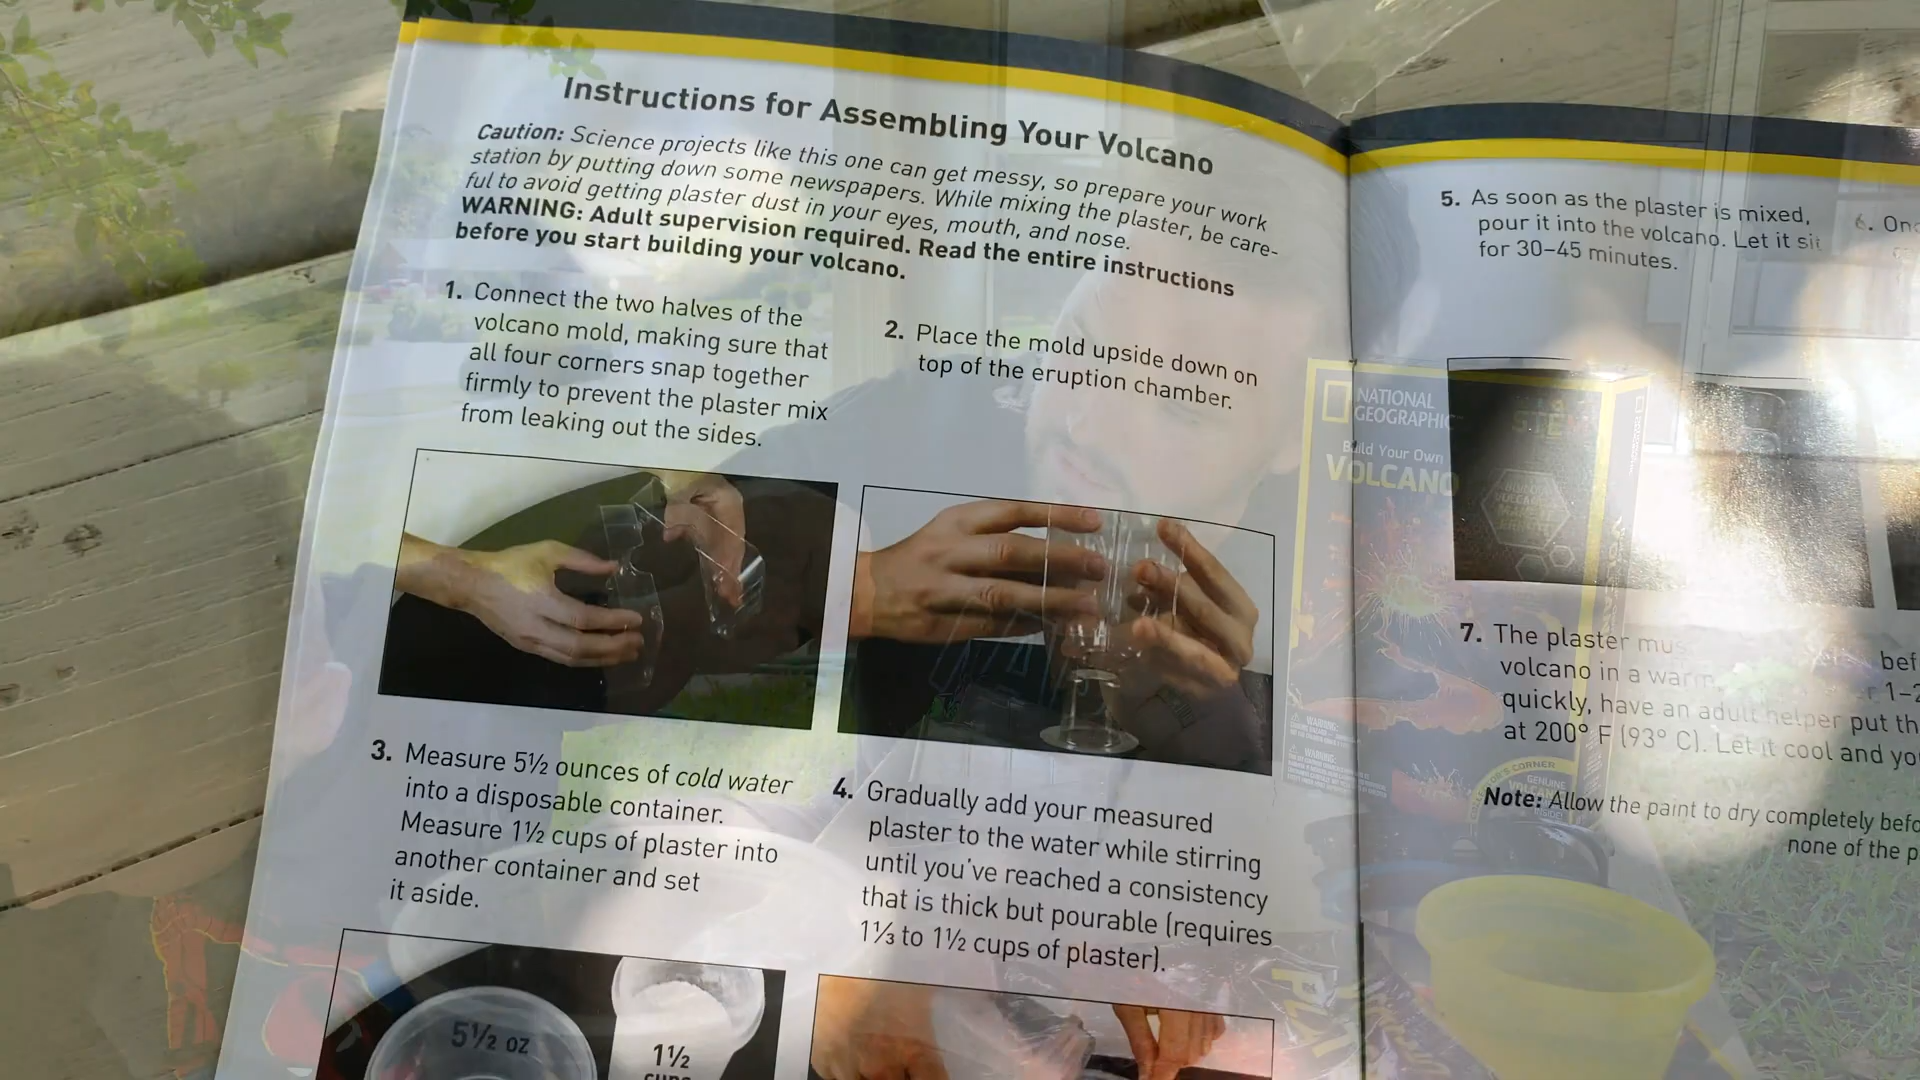 Instructions for Assembling Your Volcano
Caution: Science projects like this one can get messy, so prepare your work
station by putting down some newspapers. While mixing the plaster, be care-
ful to avoid getting plaster dust in your eyes, mouth, and nose.
WARNING: Adult supervision required. Read the entire instructions
before you start building your volcano.
1. Connect the two halves of the
volcano mold, making sure that
all four corners snap together
firmly to prevent the plaster mix
from leaking out the sides.
2. Place the mold upside down on
top of the eruption chamber.
3. Measure 5½ ounces of cold water
into a disposable container.
Measure 1½ cups of plaster into
another container and set
it aside.
4. Gradually add your measured
plaster to the water while stirring
until you've reached a consistency
that is thick but pourable (requires
1⅓ to 1½ cups of plaster).
5½ oz
1½
cups
5. As soon as the plaster is mixed,
pour it into the volcano. Let it sit
for 30–45 minutes.
6.
7. The plaster
volcano in a warm,
quickly, have an adult helper put
at 200° F (93° C). Let it cool and
Note: Allow the paint to dry completely
none of the
NATIONAL
GEOGRAPHIC
Build Your Own
VOLCANO
WARNING:
WARNING:
GENUINE